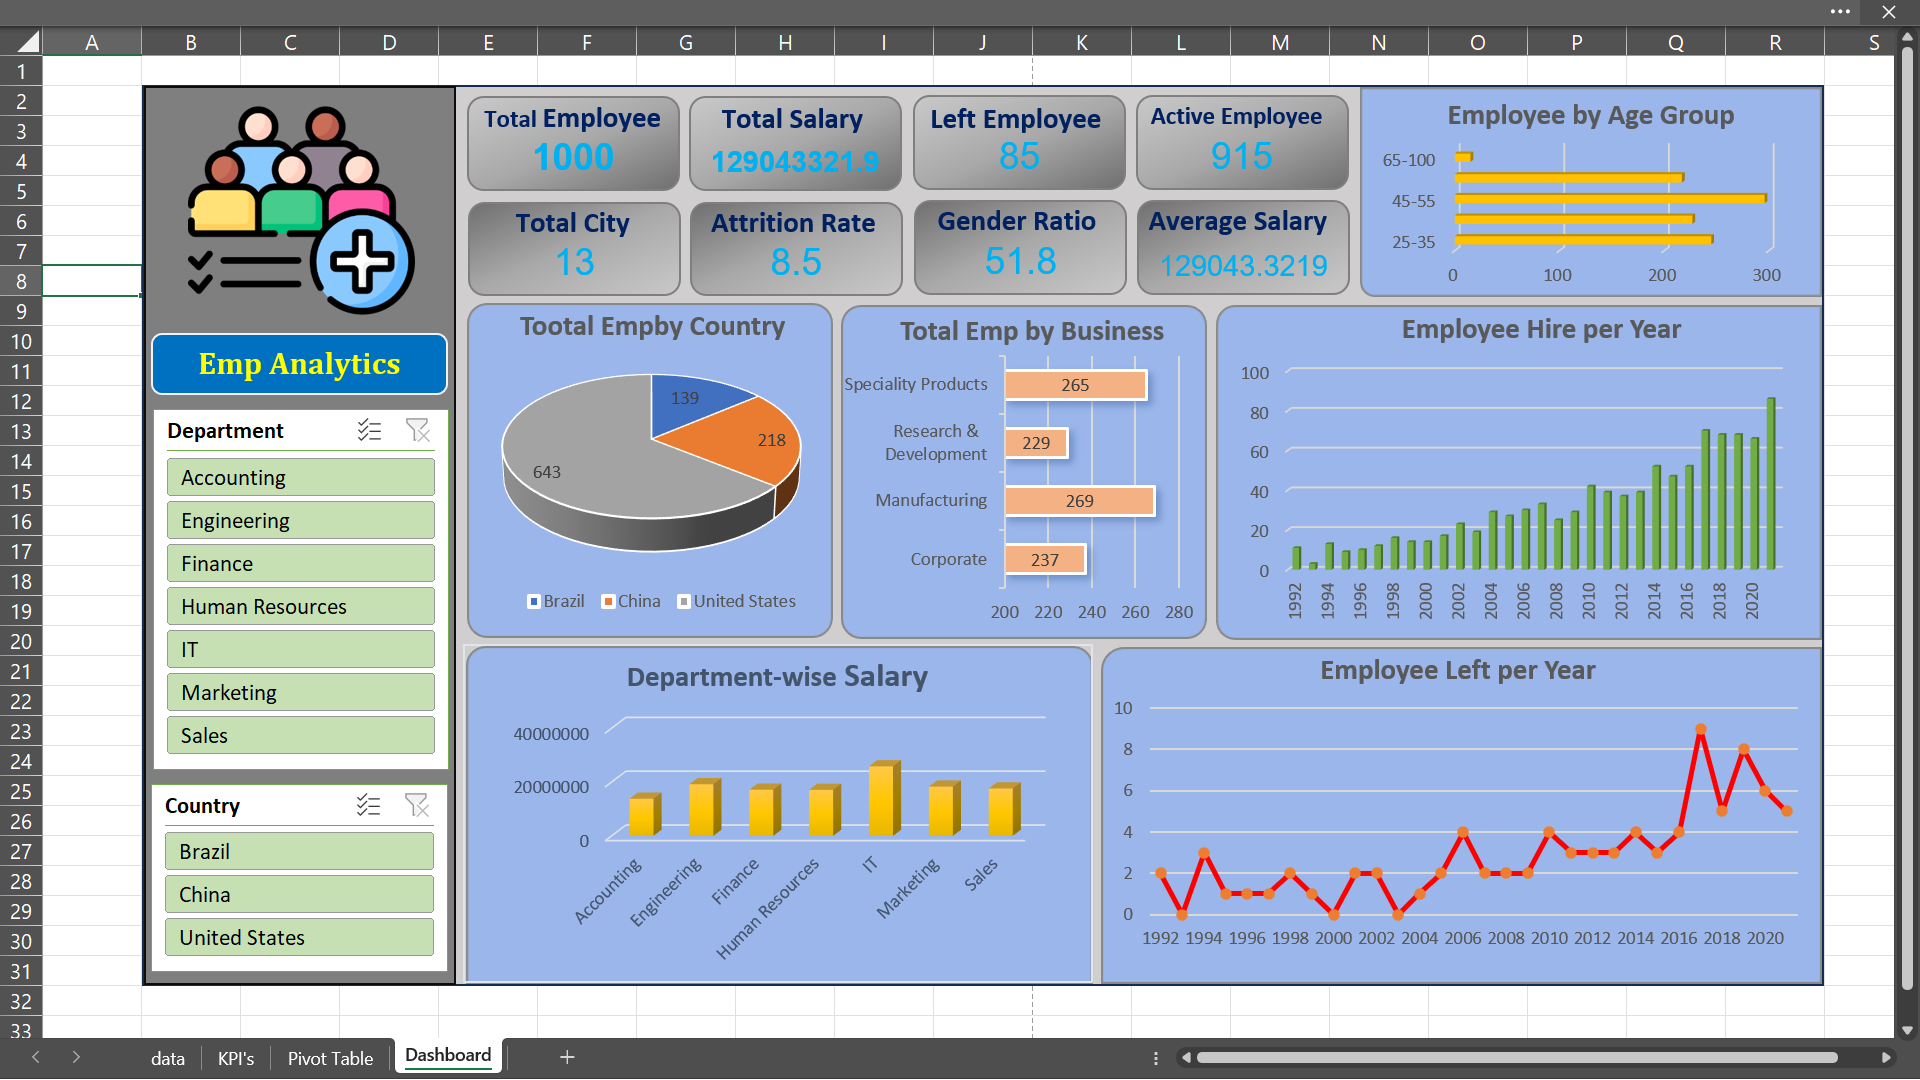 A B C D E F G H I J K L M N O P Q R S
1
2
3
4
5
6
7
8
9
10
11
12
13
14
15
16
17
18
19
20
21
22
23
24
25
26
27
28
29
30
31
32
33
Emp Analytics
Department
Accounting
Engineering
Finance
Human Resources
IT
Marketing
Sales
Country
Brazil
China
United States
Total Employee
1000
Total Salary
129043321.9
Left Employee
85
Active Employee
915
Total City
13
Attrition Rate
8.5
Gender Ratio
51.8
Average Salary
129043.3219
Employee by Age Group
65-100
45-55
25-35
0 100 200 300
Tootal Empby Country
139
218
643
Brazil China United States
Total Emp by Business
Speciality Products 265
Research &
Development 229
Manufacturing 269
Corporate 237
200 220 240 260 280
Employee Hire per Year
100
80
60
40
20
0
1992 1994 1996 1998 2000 2002 2004 2006 2008 2010 2012 2014 2016 2018 2020
Department-wise Salary
40000000
20000000
0
Accounting Engineering Finance Human Resources IT Marketing Sales
Employee Left per Year
10
8
6
4
2
0
1992 1994 1996 1998 2000 2002 2004 2006 2008 2010 2012 2014 2016 2018 2020
data KPI's Pivot Table Dashboard